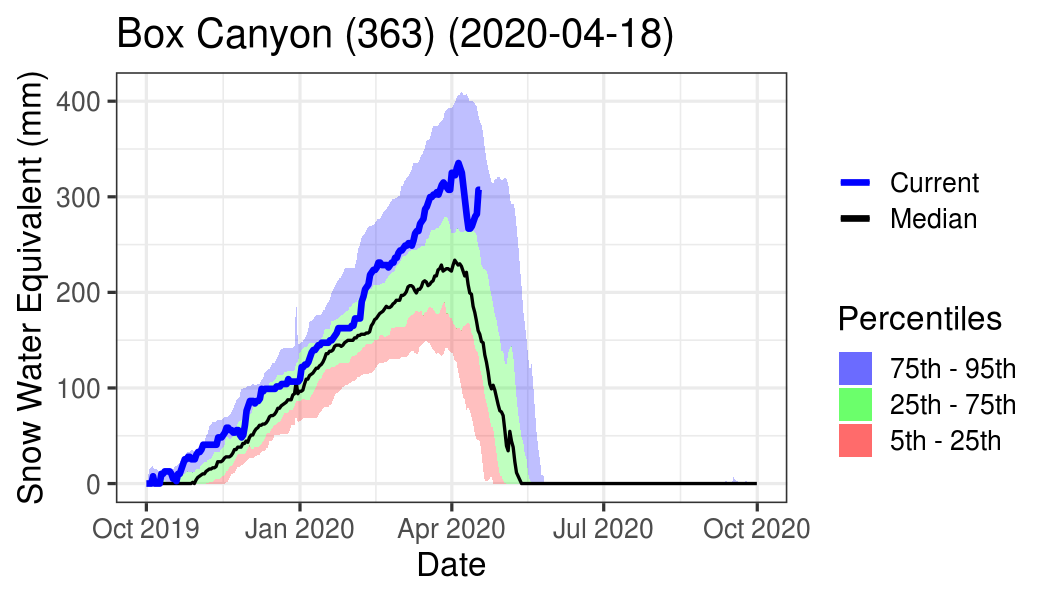 Box Canyon (363) (2020-04-18)
Snow Water Equivalent (mm)
400
300
200
100
0
Oct 2019
Jan 2020
Apr 2020
Jul 2020
Oct 2020
Date
Current
Median
Percentiles
75th - 95th
25th - 75th
5th - 25th